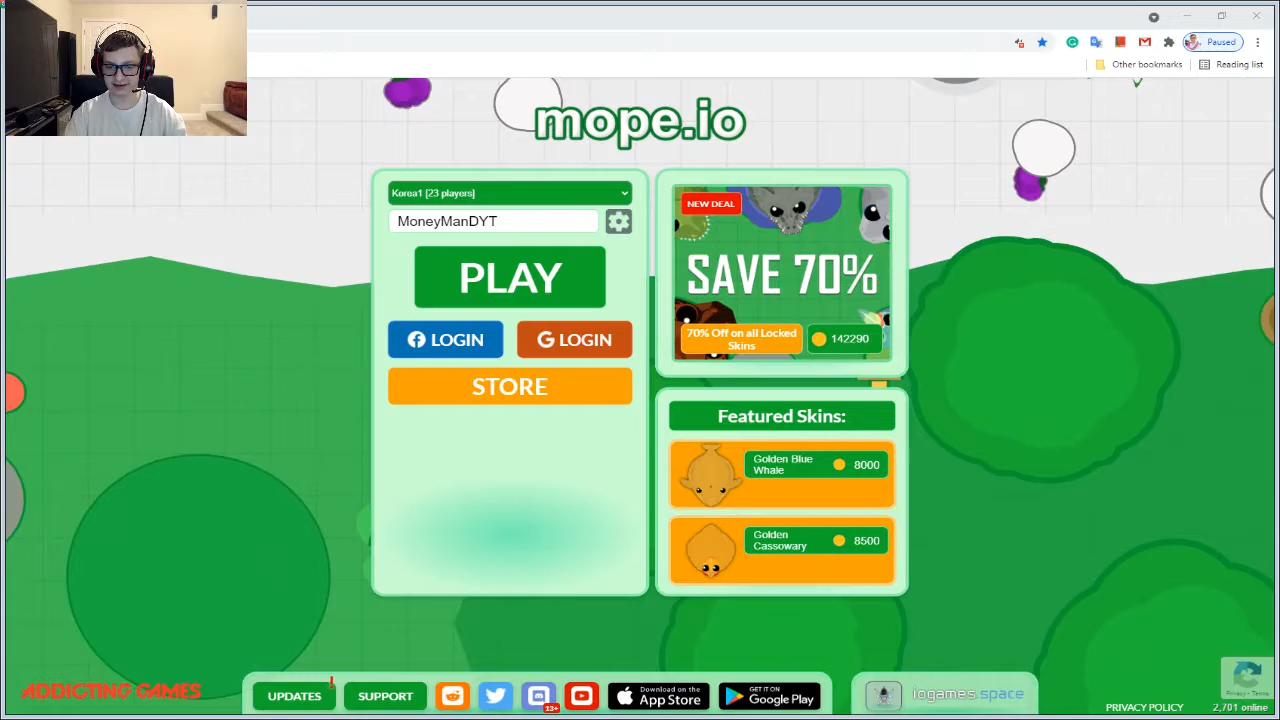 Paused
Other bookmarks
Reading list
mope.io
Korea1 [23 players]
MoneyManDYT
PLAY
LOGIN
G LOGIN
STORE
NEW DEAL
SAVE 70%
70% Off on all Locked
Skins
142290
Featured Skins:
Golden Blue
Whale
8000
Golden
Cassowary
8500
ADDICTING GAMES
UPDATES
!
SUPPORT
13+
Download on the
App Store
GET IT ON
Google Play
iogames.space
Privacy - Terms
PRIVACY POLICY
2,701 online